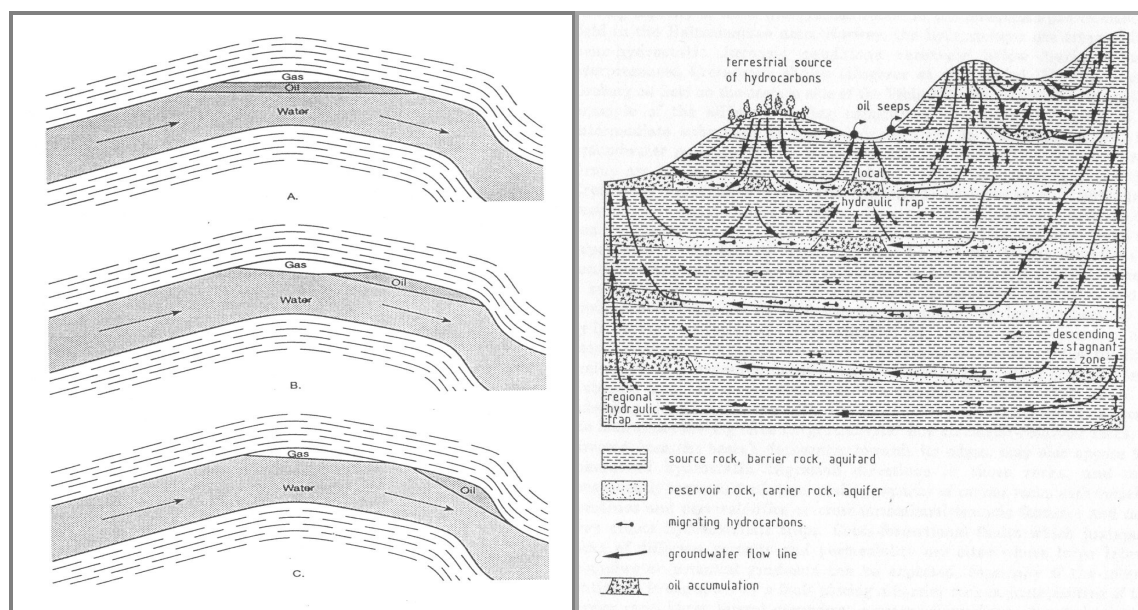 Gas
Oil
Water
A.
Gas
Oil
Water
B.
Gas
Oil
Water
C.
terrestrial source
of hydrocarbons
oil seeps
local
hydraulic trap
descending
stagnant
zone
regional
hydraulic
trap
source rock, barrier rock, aquitard
reservoir rock, carrier rock, aquifer
migrating hydrocarbons.
groundwater flow line
oil accumulation